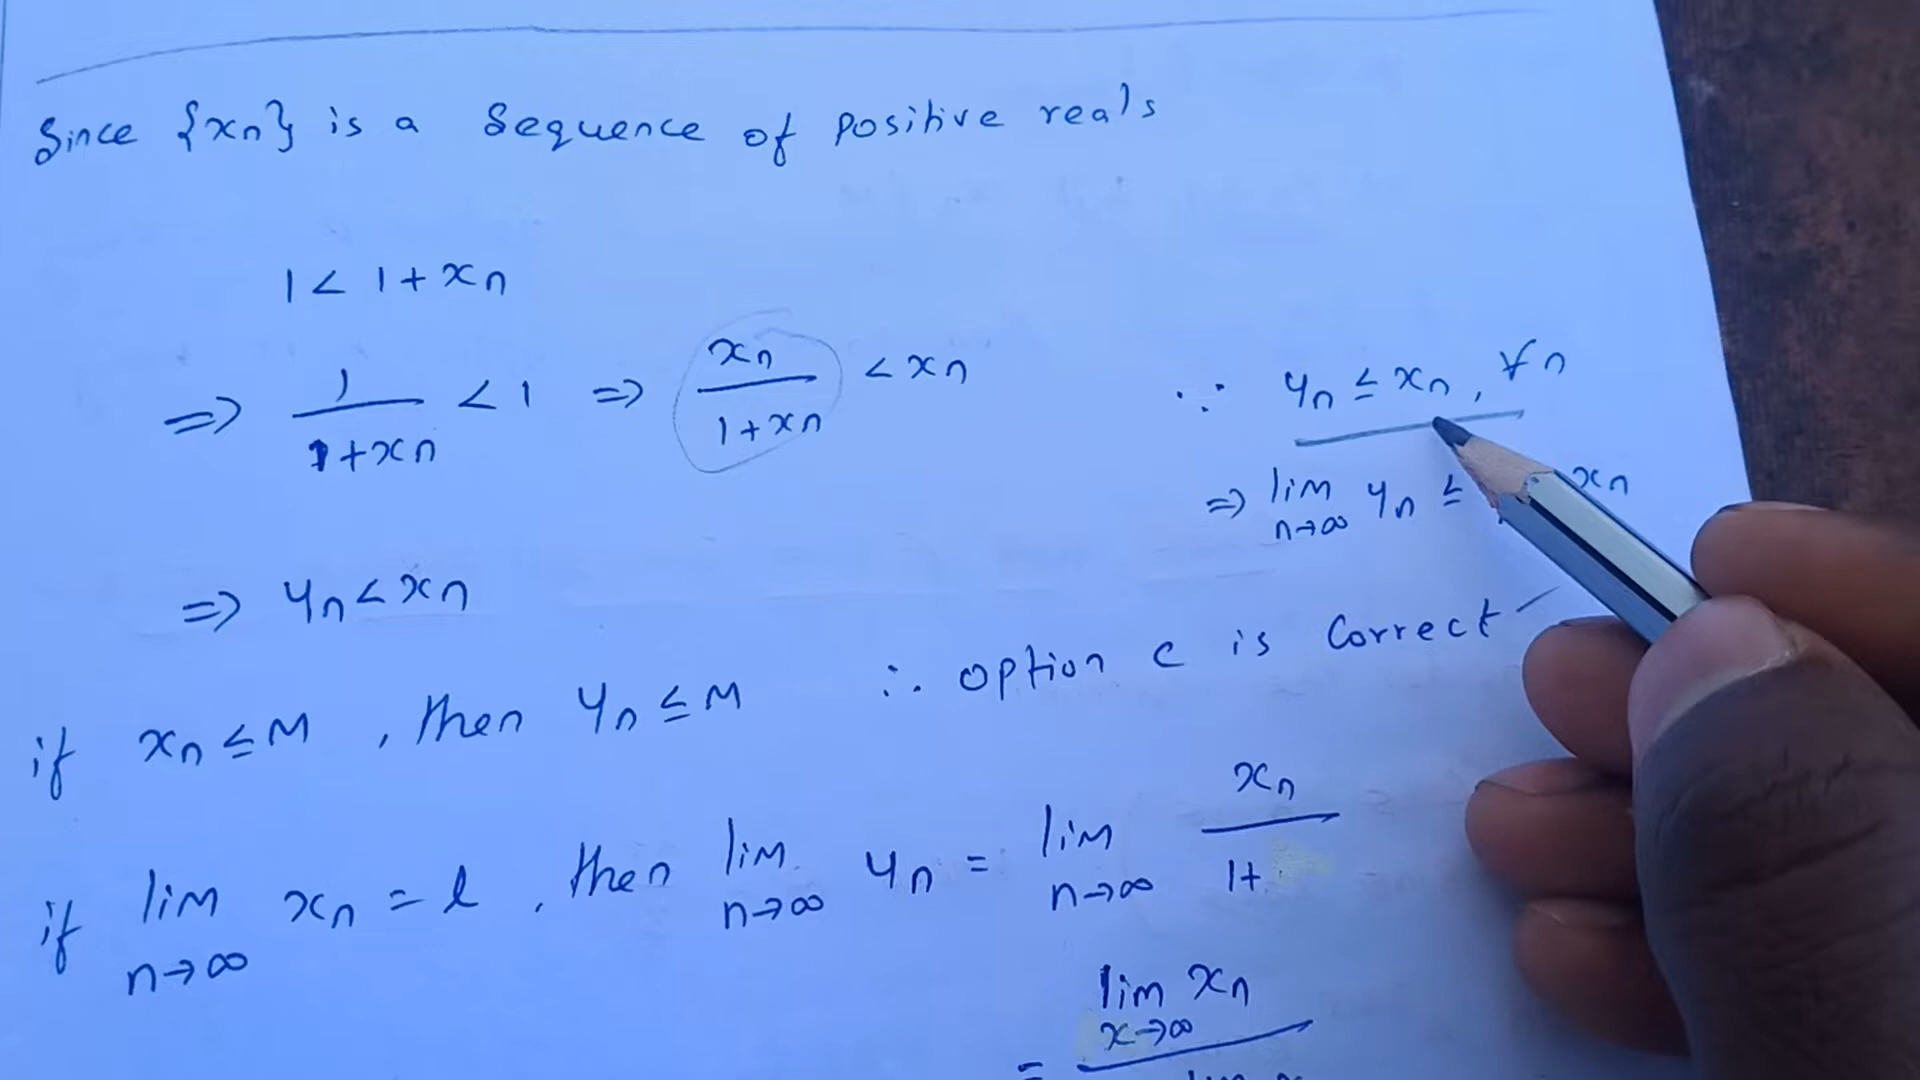 Since {xn} is a Sequence of positive reals
1 < 1 + xn
⇒ 1/(1+xn) < 1 ⇒ xn/(1+xn) < xn
∵ yn ≤ xn, ∀n
⇒ lim n→∞ yn ≤ xn
⇒ yn < xn
∴ option c is Correct
if xn ≤ M, then yn ≤ M
if lim n→∞ xn = l, then lim n→∞ yn = lim n→∞ xn/1+
= lim x→∞ xn